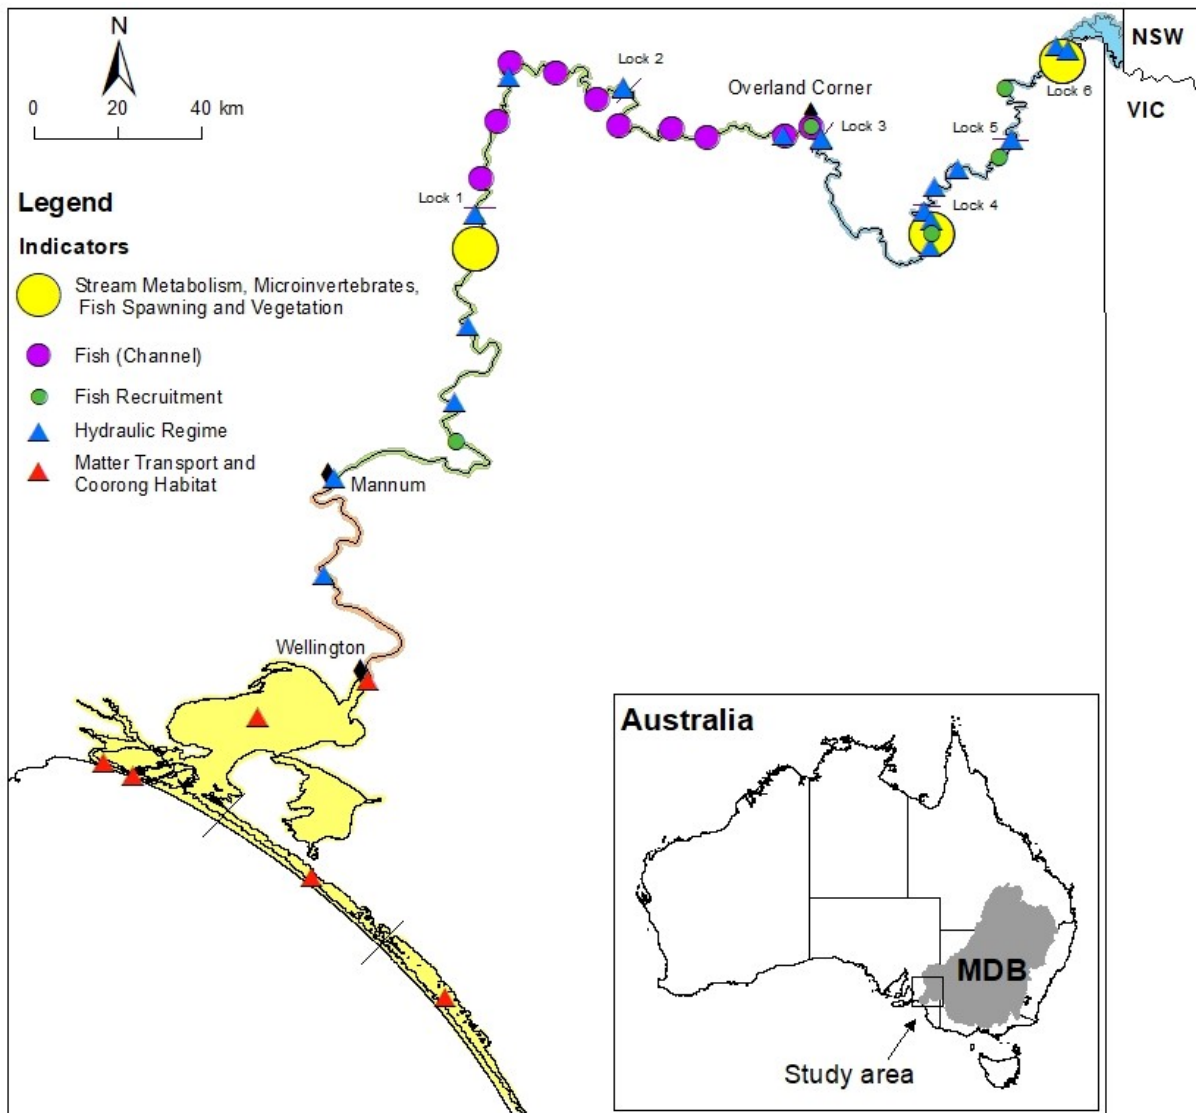 N
0 20 40 km
Legend
Indicators
Stream Metabolism, Microinvertebrates,
Fish Spawning and Vegetation
Fish (Channel)
Fish Recruitment
Hydraulic Regime
Matter Transport and
Coorong Habitat
NSW
VIC
Lock 6
Lock 5
Lock 4
Lock 3
Overland Corner
Lock 2
Lock 1
Mannum
Wellington
Australia
MDB
Study area